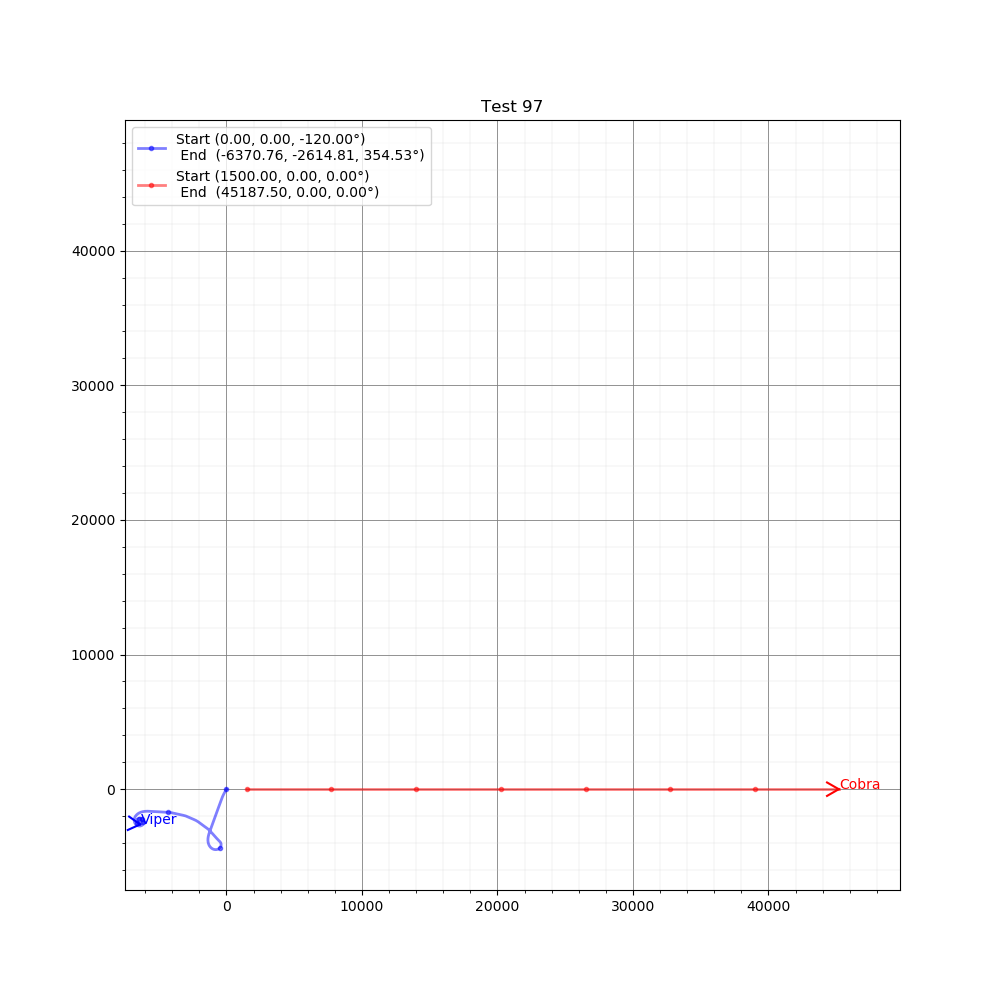 Test 97
Start (0.00, 0.00, -120.00°)
End (-6370.76, -2614.81, 354.53°)
Start (1500.00, 0.00, 0.00°)
End (45187.50, 0.00, 0.00°)
40000
30000
20000
10000
0
Cobra
Viper
0
10000
20000
30000
40000